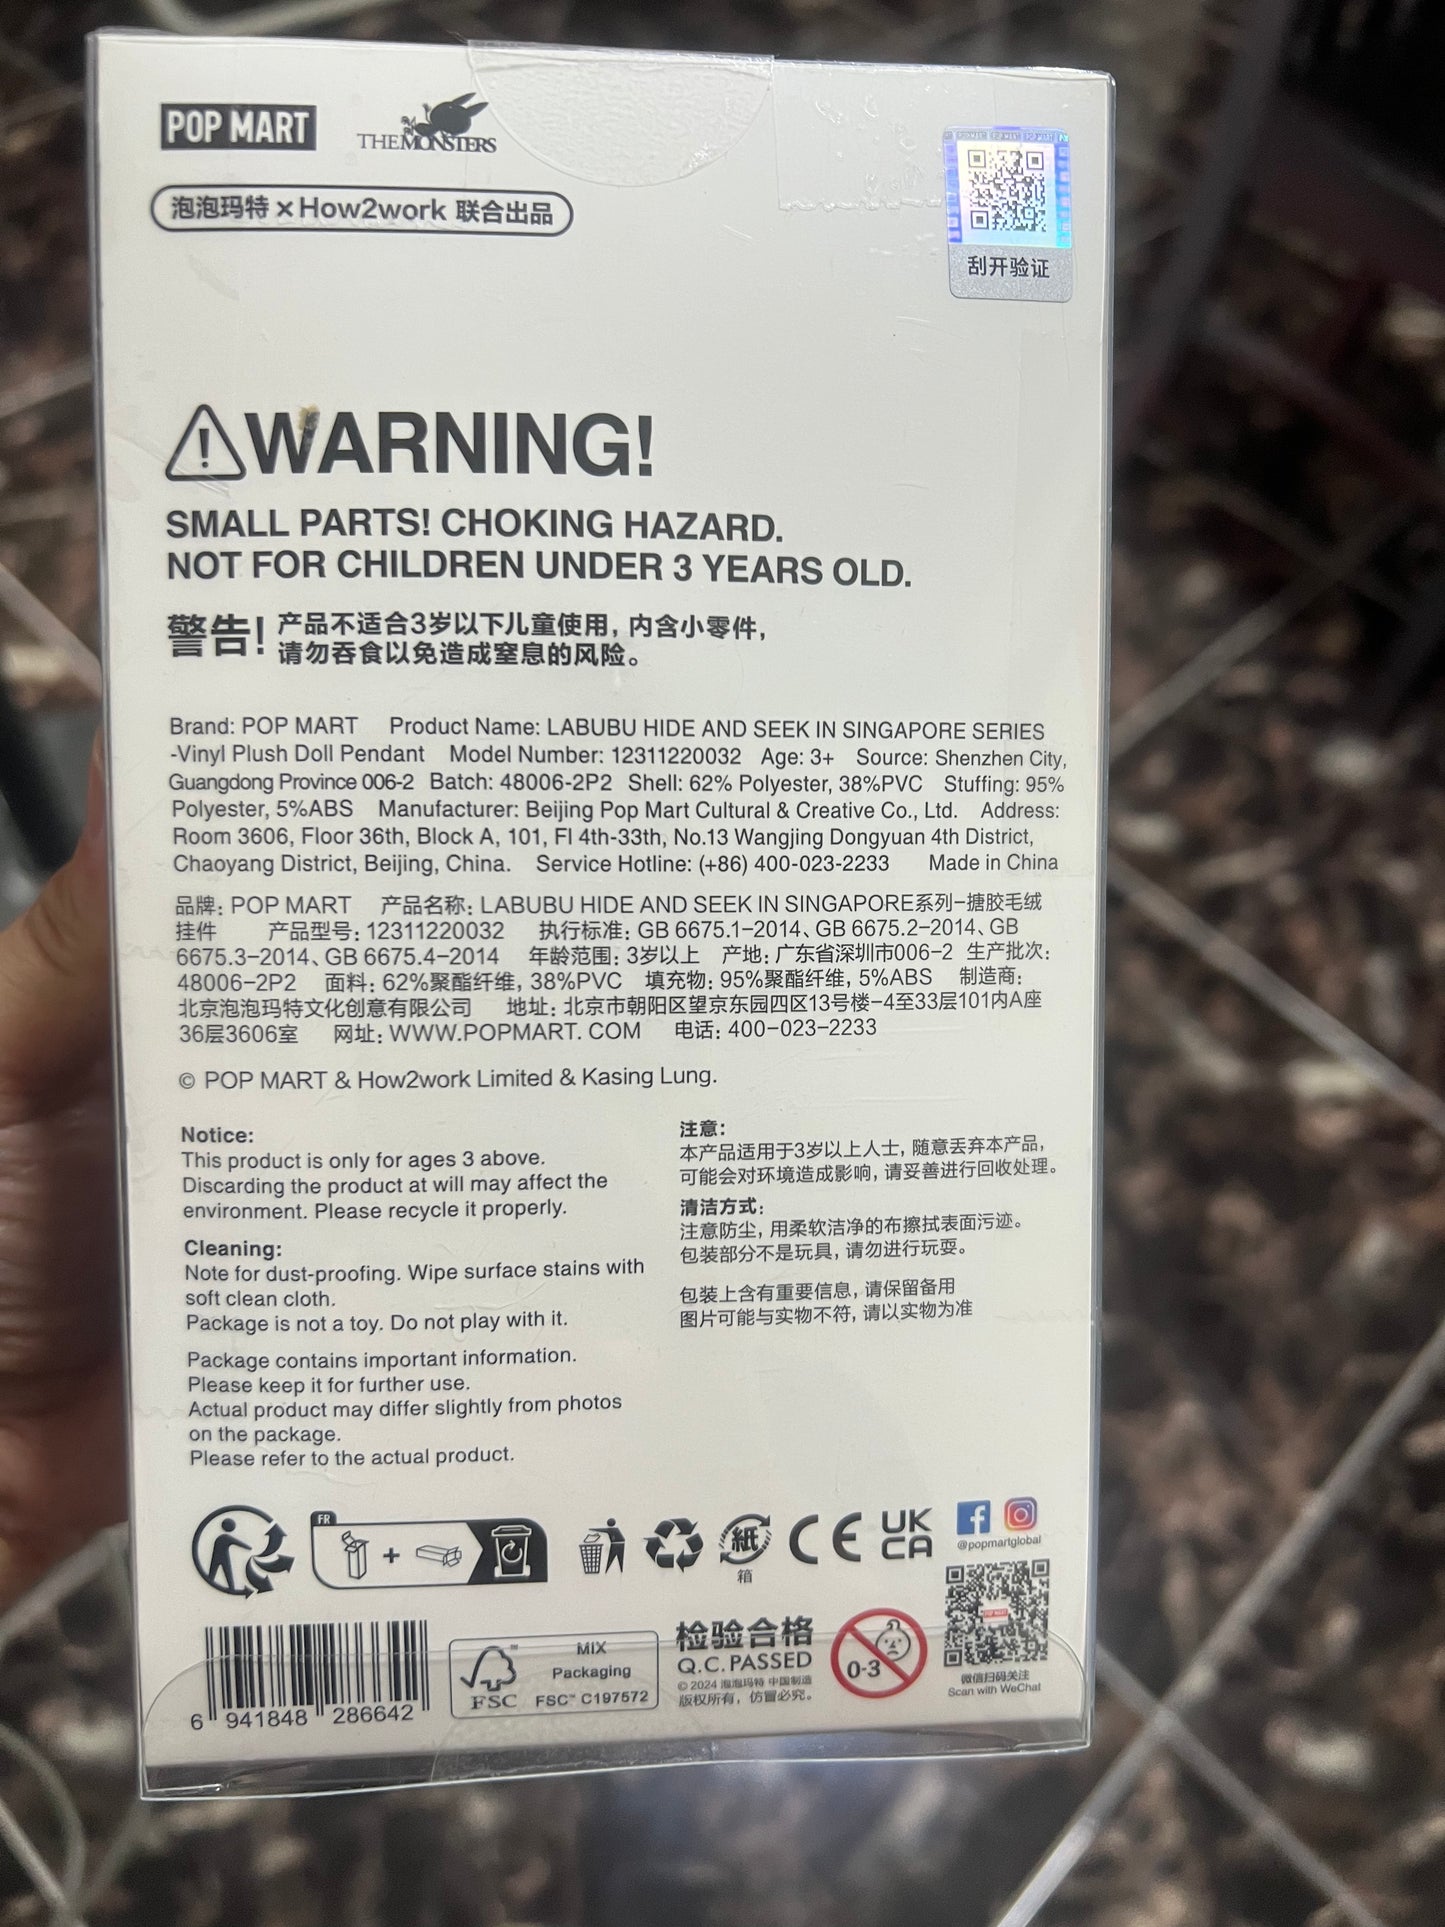 POP MART
THE MONSTERS
泡泡玛特 × How2work 联合出品
刮开验证
WARNING!
SMALL PARTS! CHOKING HAZARD.
NOT FOR CHILDREN UNDER 3 YEARS OLD.
警告! 产品不适合3岁以下儿童使用, 内含小零件,
请勿吞食以免造成窒息的风险。
Brand: POP MART Product Name: LABUBU HIDE AND SEEK IN SINGAPORE SERIES
-Vinyl Plush Doll Pendant Model Number: 12311220032 Age: 3+ Source: Shenzhen City,
Guangdong Province 006-2 Batch: 48006-2P2 Shell: 62% Polyester, 38%PVC Stuffing: 95%
Polyester, 5%ABS Manufacturer: Beijing Pop Mart Cultural & Creative Co., Ltd. Address:
Room 3606, Floor 36th, Block A, 101, Fl 4th-33th, No.13 Wangjing Dongyuan 4th District,
Chaoyang District, Beijing, China. Service Hotline: (+86) 400-023-2233 Made in China
品牌: POP MART 产品名称: LABUBU HIDE AND SEEK IN SINGAPORE系列-搪胶毛绒
挂件 产品型号: 12311220032 执行标准: GB 6675.1-2014、GB 6675.2-2014、GB
6675.3-2014、GB 6675.4-2014 年龄范围: 3岁以上 产地: 广东省深圳市006-2 生产批次:
48006-2P2 面料: 62%聚酯纤维, 38%PVC 填充物: 95%聚酯纤维, 5%ABS 制造商:
北京泡泡玛特文化创意有限公司 地址: 北京市朝阳区望京东园四区13号楼-4至33层101内A座
36层3606室 网址: WWW.POPMART. COM 电话: 400-023-2233
© POP MART & How2work Limited & Kasing Lung.
Notice:
This product is only for ages 3 above.
Discarding the product at will may affect the
environment. Please recycle it properly.
Cleaning:
Note for dust-proofing. Wipe surface stains with
soft clean cloth.
Package is not a toy. Do not play with it.
Package contains important information.
Please keep it for further use.
Actual product may differ slightly from photos
on the package.
Please refer to the actual product.
注意:
本产品适用于3岁以上人士, 随意丢弃本产品,
可能会对环境造成影响, 请妥善进行回收处理。
清洁方式:
注意防尘, 用柔软洁净的布擦拭表面污迹。
包装部分不是玩具, 请勿进行玩耍。
包装上含有重要信息, 请保留备用
图片可能与实物不符, 请以实物为准
FR
+
紙
箱
CE
UK
CA
@popmartglobal
POP MART
微信扫码关注
Scan with WeChat
6 941848 286642
FSC™
MIX
Packaging
FSC™ C197572
检验合格
Q.C. PASSED
© 2024 泡泡玛特 中国制造
版权所有, 仿冒必究。
0-3